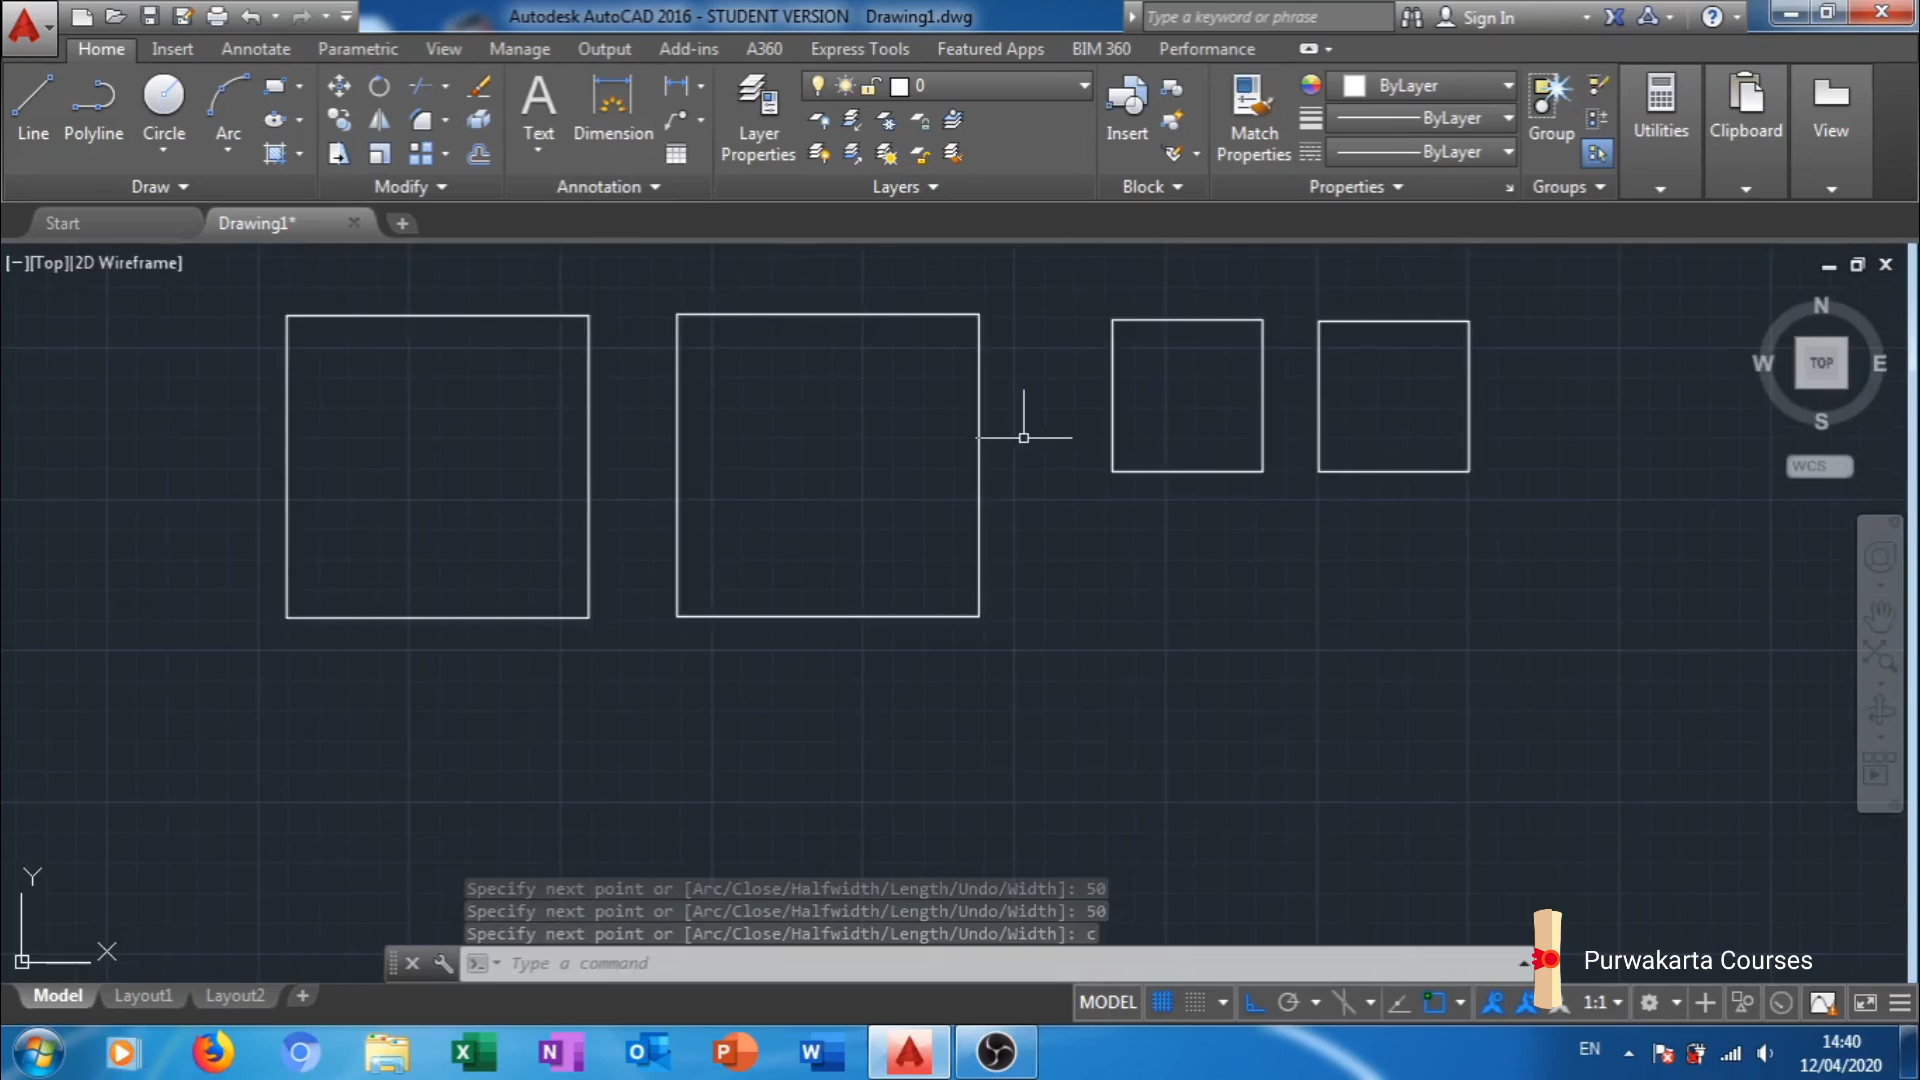 Autodesk AutoCAD 2016 - STUDENT VERSION Drawing1.dwg
Type a keyword or phrase
Sign In
Home Insert Annotate Parametric View Manage Output Add-ins A360 Express Tools Featured Apps BIM 360 Performance
Line Polyline Circle Arc
Text Dimension
Layer Properties
0
Insert
Match Properties
ByLayer
ByLayer
ByLayer
Group
Utilities Clipboard View
Draw Modify Annotation Layers Block Properties Groups
Start Drawing1*
[−][Top][2D Wireframe]
N
W TOP E
S
WCS
Y
X
Specify next point or [Arc/Close/Halfwidth/Length/Undo/Width]: 50
Specify next point or [Arc/Close/Halfwidth/Length/Undo/Width]: 50
Specify next point or [Arc/Close/Halfwidth/Length/Undo/Width]: c
Type a command
Purwakarta Courses
Model Layout1 Layout2
MODEL 1:1
EN
14:40
12/04/2020